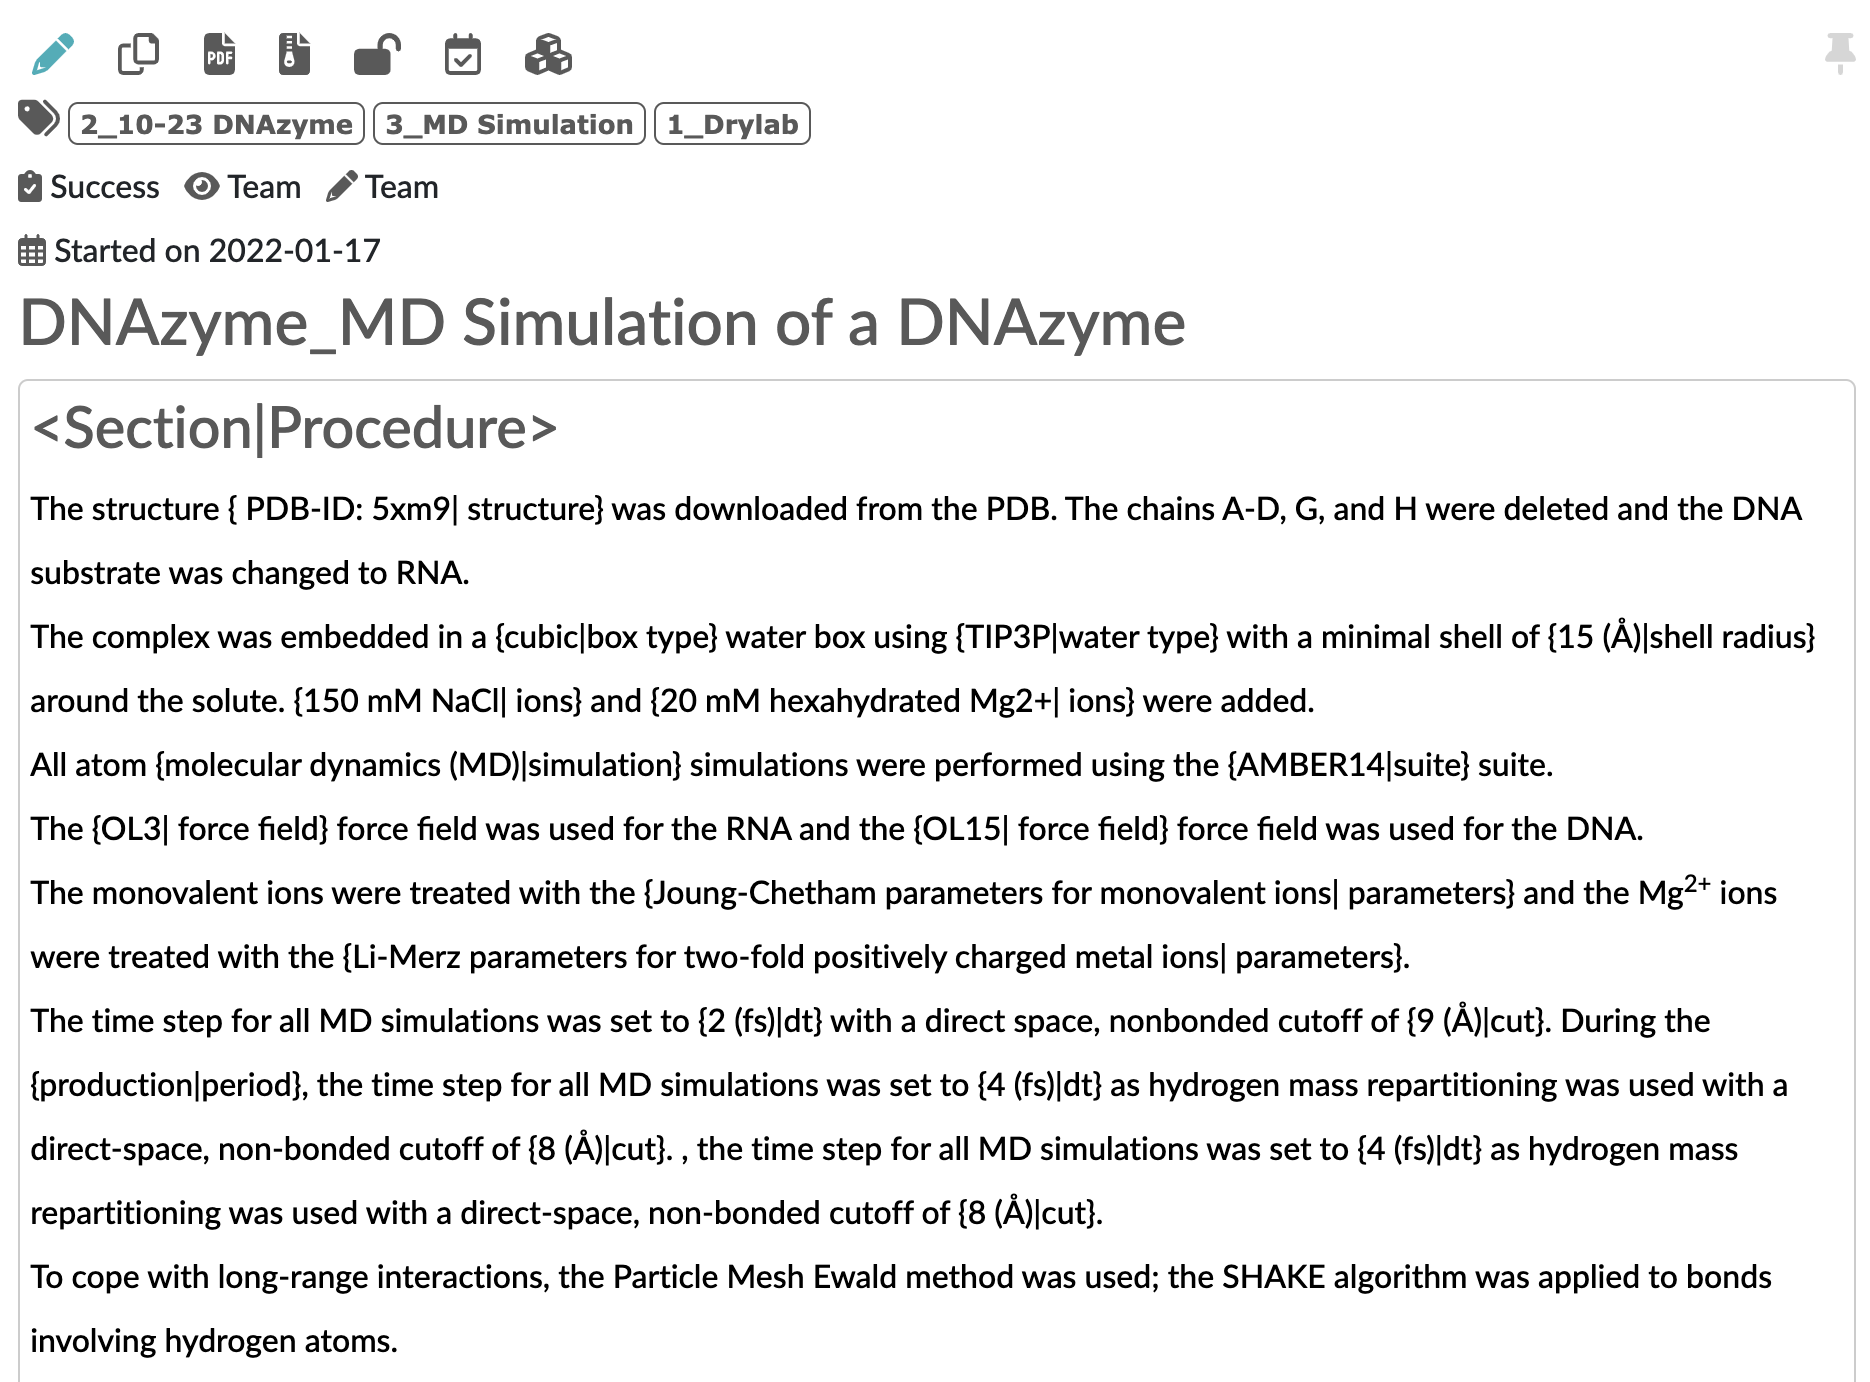 PDF
2_10-23 DNAzyme 3_MD Simulation 1_Drylab
Success Team Team
Started on 2022-01-17
DNAzyme_MD Simulation of a DNAzyme
<Section|Procedure>
The structure { PDB-ID: 5xm9| structure} was downloaded from the PDB. The chains A-D, G, and H were deleted and the DNA
substrate was changed to RNA.
The complex was embedded in a {cubic|box type} water box using {TIP3P|water type} with a minimal shell of {15 (Å)|shell radius}
around the solute. {150 mM NaCl| ions} and {20 mM hexahydrated Mg2+| ions} were added.
All atom {molecular dynamics (MD)|simulation} simulations were performed using the {AMBER14|suite} suite.
The {OL3| force field} force field was used for the RNA and the {OL15| force field} force field was used for the DNA.
The monovalent ions were treated with the {Joung-Chetham parameters for monovalent ions| parameters} and the Mg²⁺ ions
were treated with the {Li-Merz parameters for two-fold positively charged metal ions| parameters}.
The time step for all MD simulations was set to {2 (fs)|dt} with a direct space, nonbonded cutoff of {9 (Å)|cut}. During the
{production|period}, the time step for all MD simulations was set to {4 (fs)|dt} as hydrogen mass repartitioning was used with a
direct-space, non-bonded cutoff of {8 (Å)|cut}. , the time step for all MD simulations was set to {4 (fs)|dt} as hydrogen mass
repartitioning was used with a direct-space, non-bonded cutoff of {8 (Å)|cut}.
To cope with long-range interactions, the Particle Mesh Ewald method was used; the SHAKE algorithm was applied to bonds
involving hydrogen atoms.